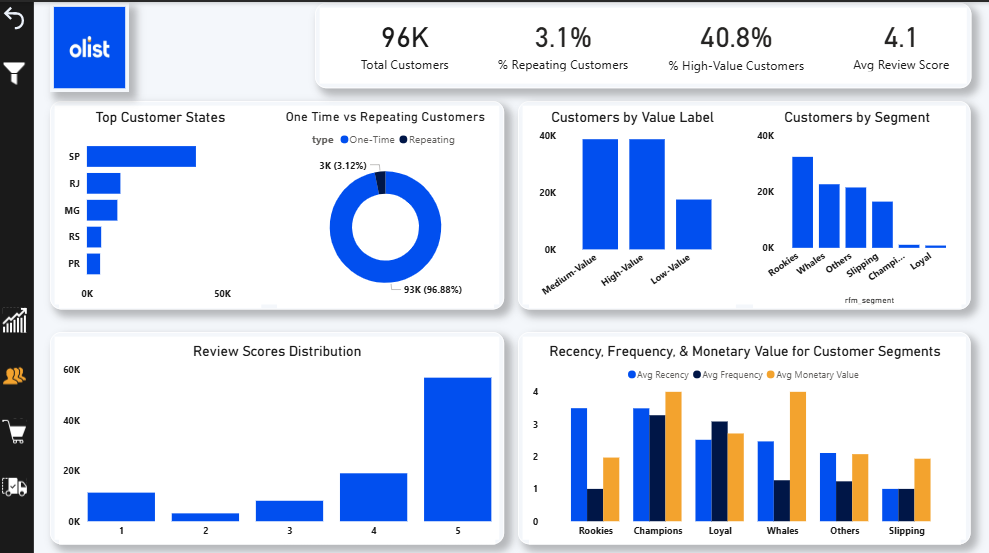 olist
96K
Total Customers
3.1%
% Repeating Customers
40.8%
% High-Value Customers
4.1
Avg Review Score
Top Customer States
SP
RJ
MG
RS
PR
0K 50K
One Time vs Repeating Customers
type One-Time Repeating
3K (3.12%)
93K (96.88%)
Customers by Value Label
40K
20K
0K
Medium-Value High-Value Low-Value
Customers by Segment
40K
20K
0K
Rookies Whales Others Slipping Champi... Loyal
rfm_segment
Review Scores Distribution
60K
40K
20K
0K
1 2 3 4 5
Recency, Frequency, & Monetary Value for Customer Segments
Avg Recency Avg Frequency Avg Monetary Value
4
3
2
1
0
Rookies Champions Loyal Whales Others Slipping